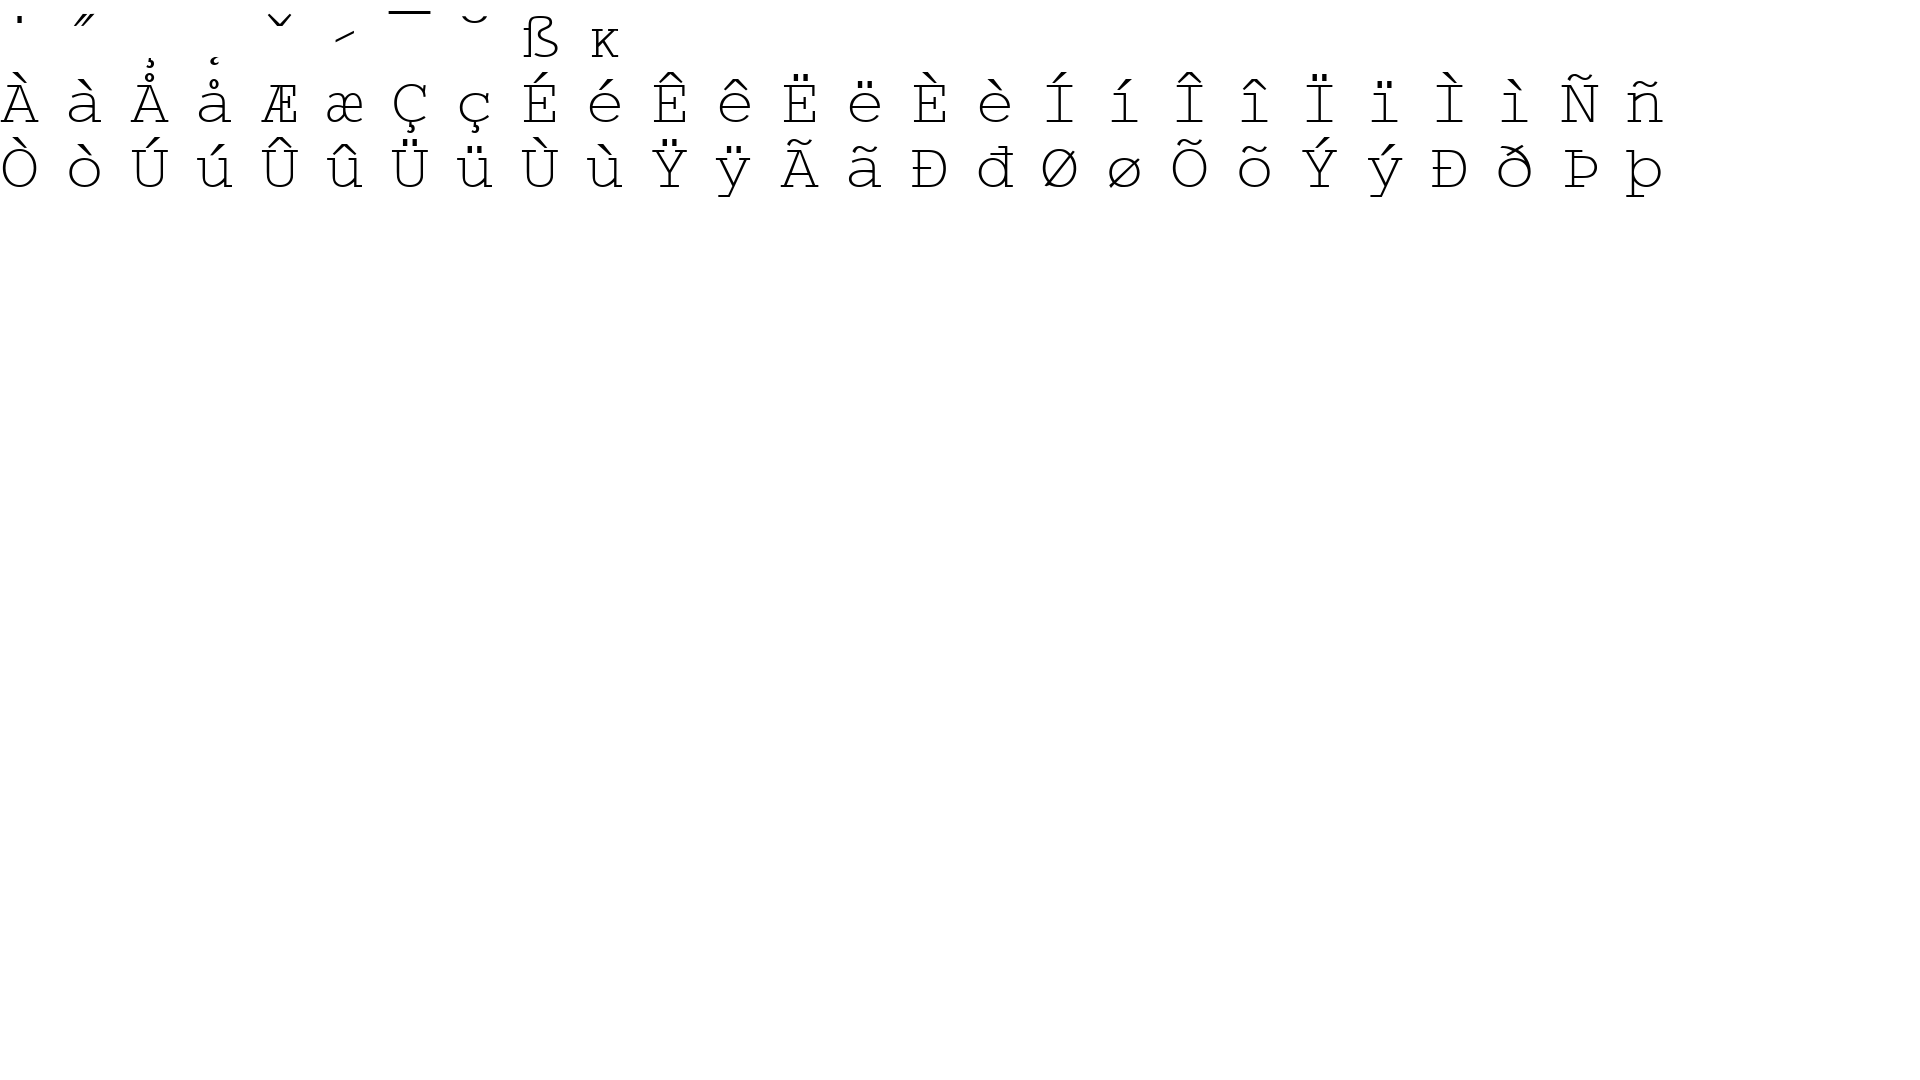 ˙ ˝ ¸ ˛ ˇ ˊ ¯ ˘ ß ĸ
À à Å å Æ æ Ç ç É é Ê ê Ë ë È è Í í Î î Ï ï Ì ì Ñ ñ
Ò ò Ú ú Û û Ü ü Ù ù Ÿ ÿ Ã ã Đ đ Ø ø Õ õ Ý ý Ð ð Þ þ